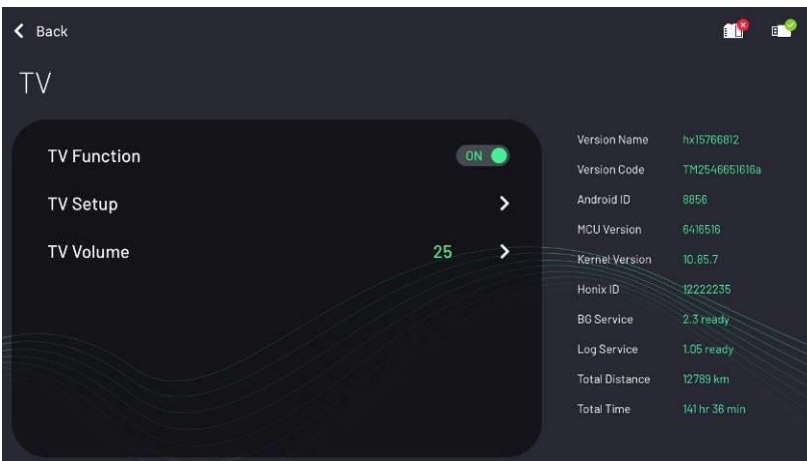 Back
TV
TV Function ON
TV Setup
TV Volume 25
Version Name hx15766812
Version Code TM2546651616a
Android ID 8856
MCU Version 6416516
Kernel Version 10.85.7
Honix ID 12222235
BG Service 2.3 ready
Log Service 1.05 ready
Total Distance 12789 km
Total Time 141 hr 36 min